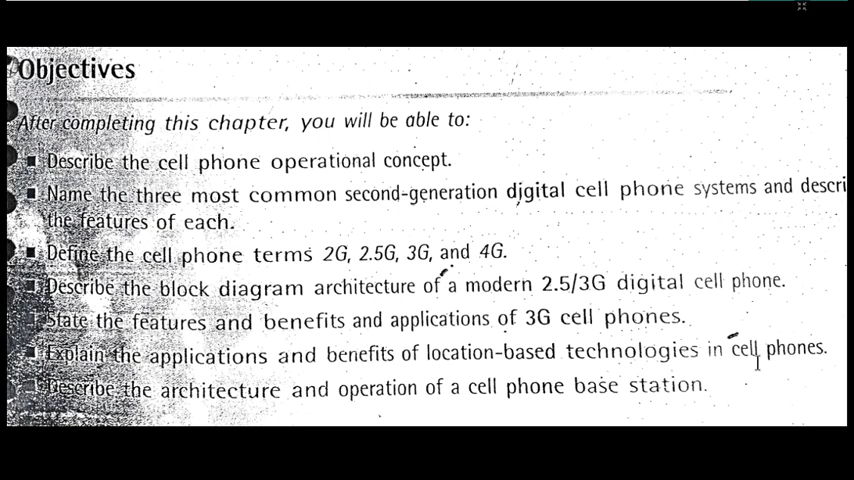 Objectives
After completing this chapter, you will be able to:
■ Describe the cell phone operational concept.
■ Name the three most common second-generation digital cell phone systems and descri
the features of each.
■ Define the cell phone terms 2G, 2.5G, 3G, and 4G.
■ Describe the block diagram architecture of a modern 2.5/3G digital cell phone.
■ State the features and benefits and applications of 3G cell phones.
■ Explain the applications and benefits of location-based technologies in cell phones.
■ Describe the architecture and operation of a cell phone base station.